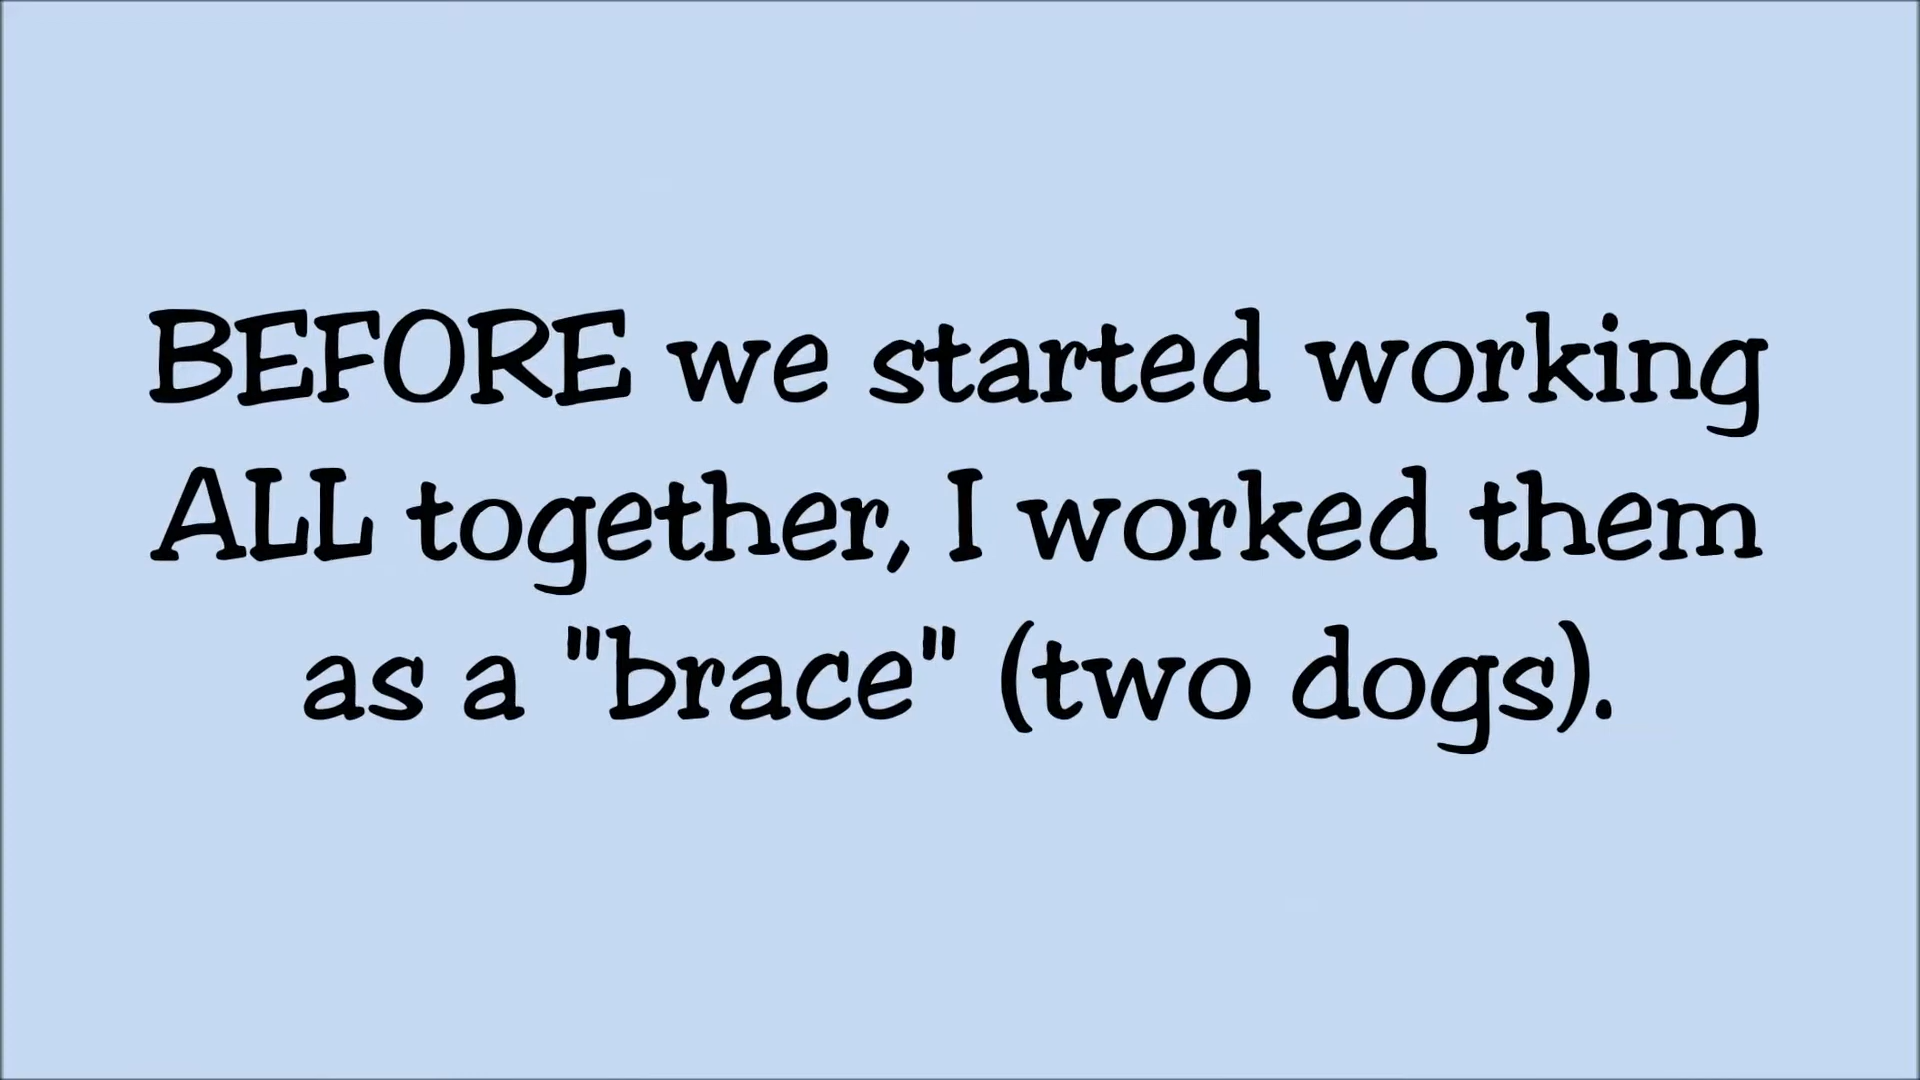 BEFORE we started working
ALL together, I worked them
as a "brace" (two dogs).